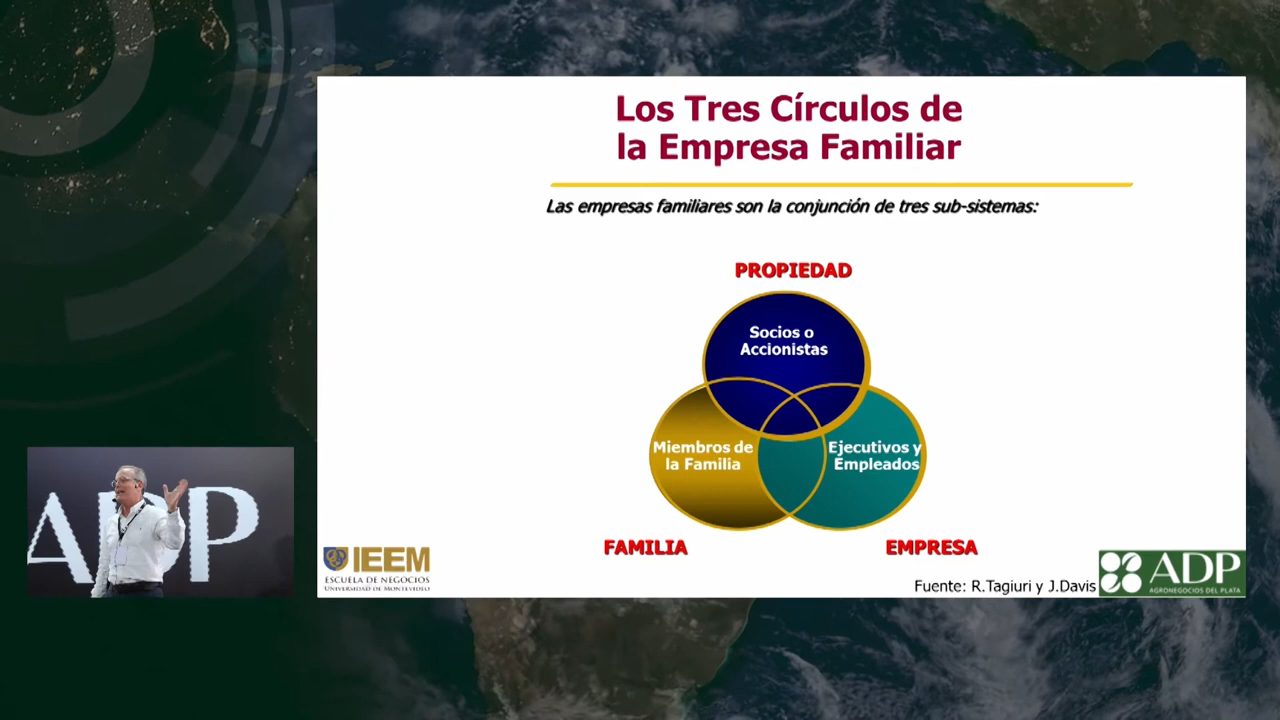 Los Tres Círculos de
la Empresa Familiar
Las empresas familiares son la conjunción de tres sub-sistemas:
PROPIEDAD
Socios o
Accionistas
Miembros de
la Familia
Ejecutivos y
Empleados
FAMILIA
EMPRESA
IEEM
ESCUELA DE NEGOCIOS
UNIVERSIDAD DE MONTEVIDEO
Fuente: R.Tagiuri y J.Davis
ADP
AGRONEGOCIOS DEL PLATA
ADP